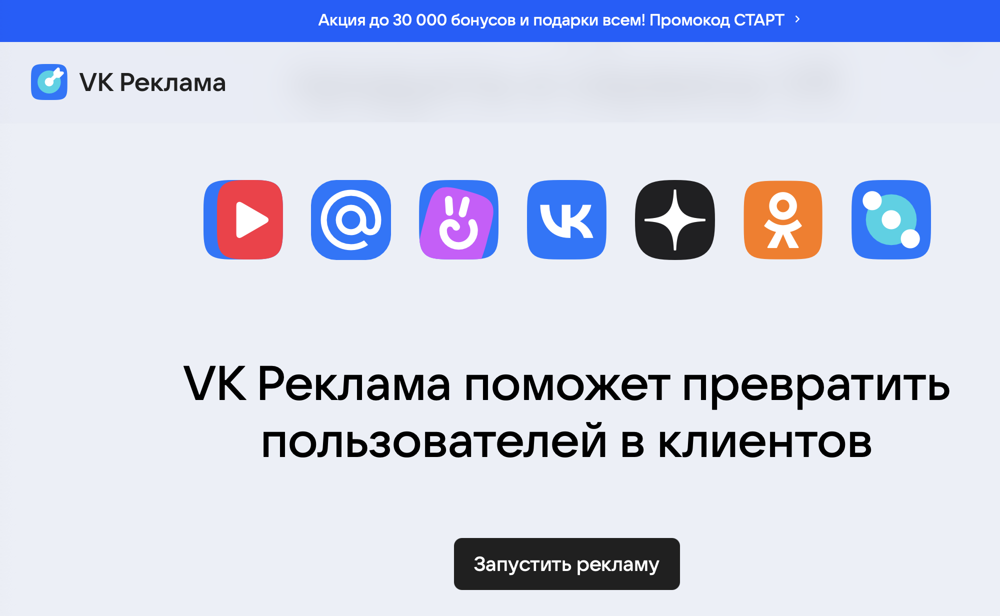 Акция до 30 000 бонусов и подарки всем! Промокод СТАРТ
VK Реклама
VK Реклама поможет превратить
пользователей в клиентов
Запустить рекламу